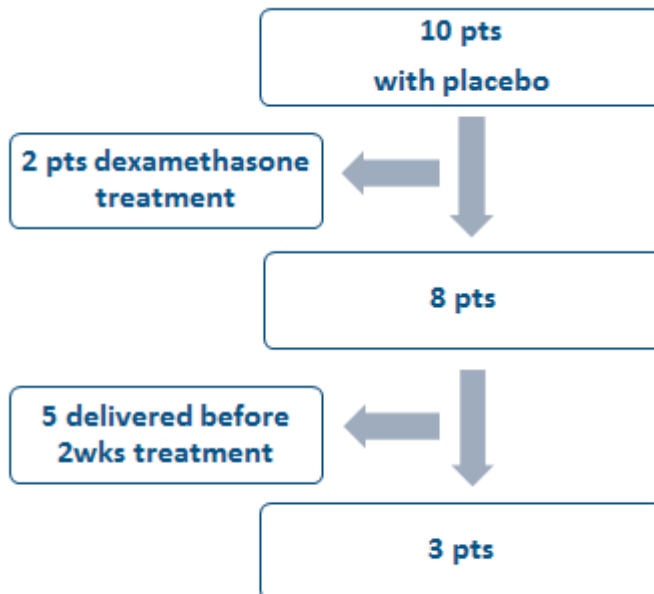 10 pts
with placebo
2 pts dexamethasone
treatment
8 pts
5 delivered before
2wks treatment
3 pts